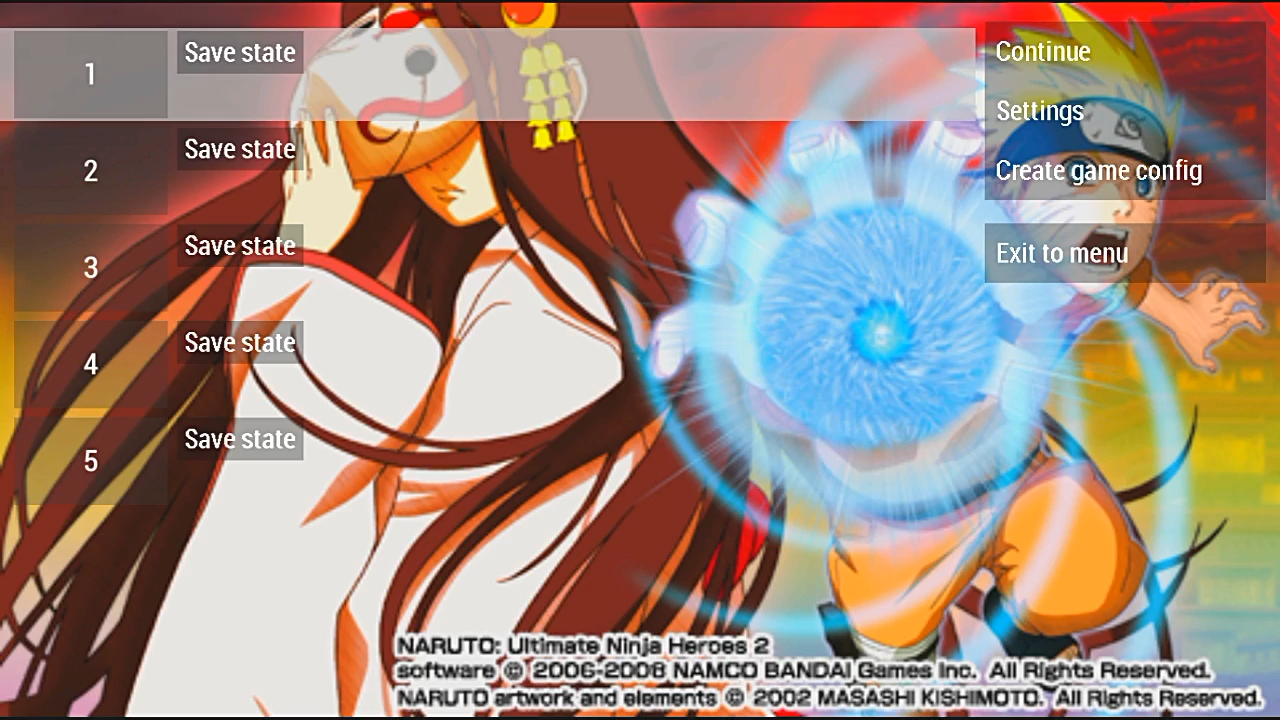 1
Save state
2
Save state
3
Save state
4
Save state
5
Save state
Continue
Settings
Create game config
Exit to menu
NARUTO: Ultimate Ninja Heroes 2
software © 2006-2008 NAMCO BANDAI Games Inc. All Rights Reserved.
NARUTO artwork and elements © 2002 MASASHI KISHIMOTO. All Rights Reserved.